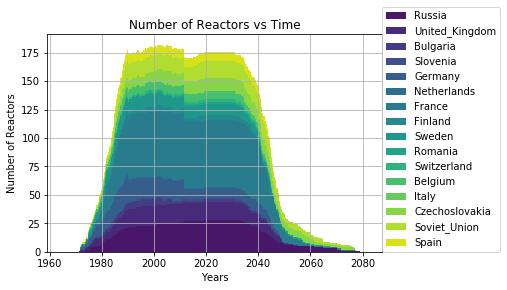 Number of Reactors vs Time
Number of Reactors
175
150
125
100
75
50
25
0
1960
1980
2000
2020
2040
2060
2080
Years
Russia
United_Kingdom
Bulgaria
Slovenia
Germany
Netherlands
France
Finland
Sweden
Romania
Switzerland
Belgium
Italy
Czechoslovakia
Soviet_Union
Spain